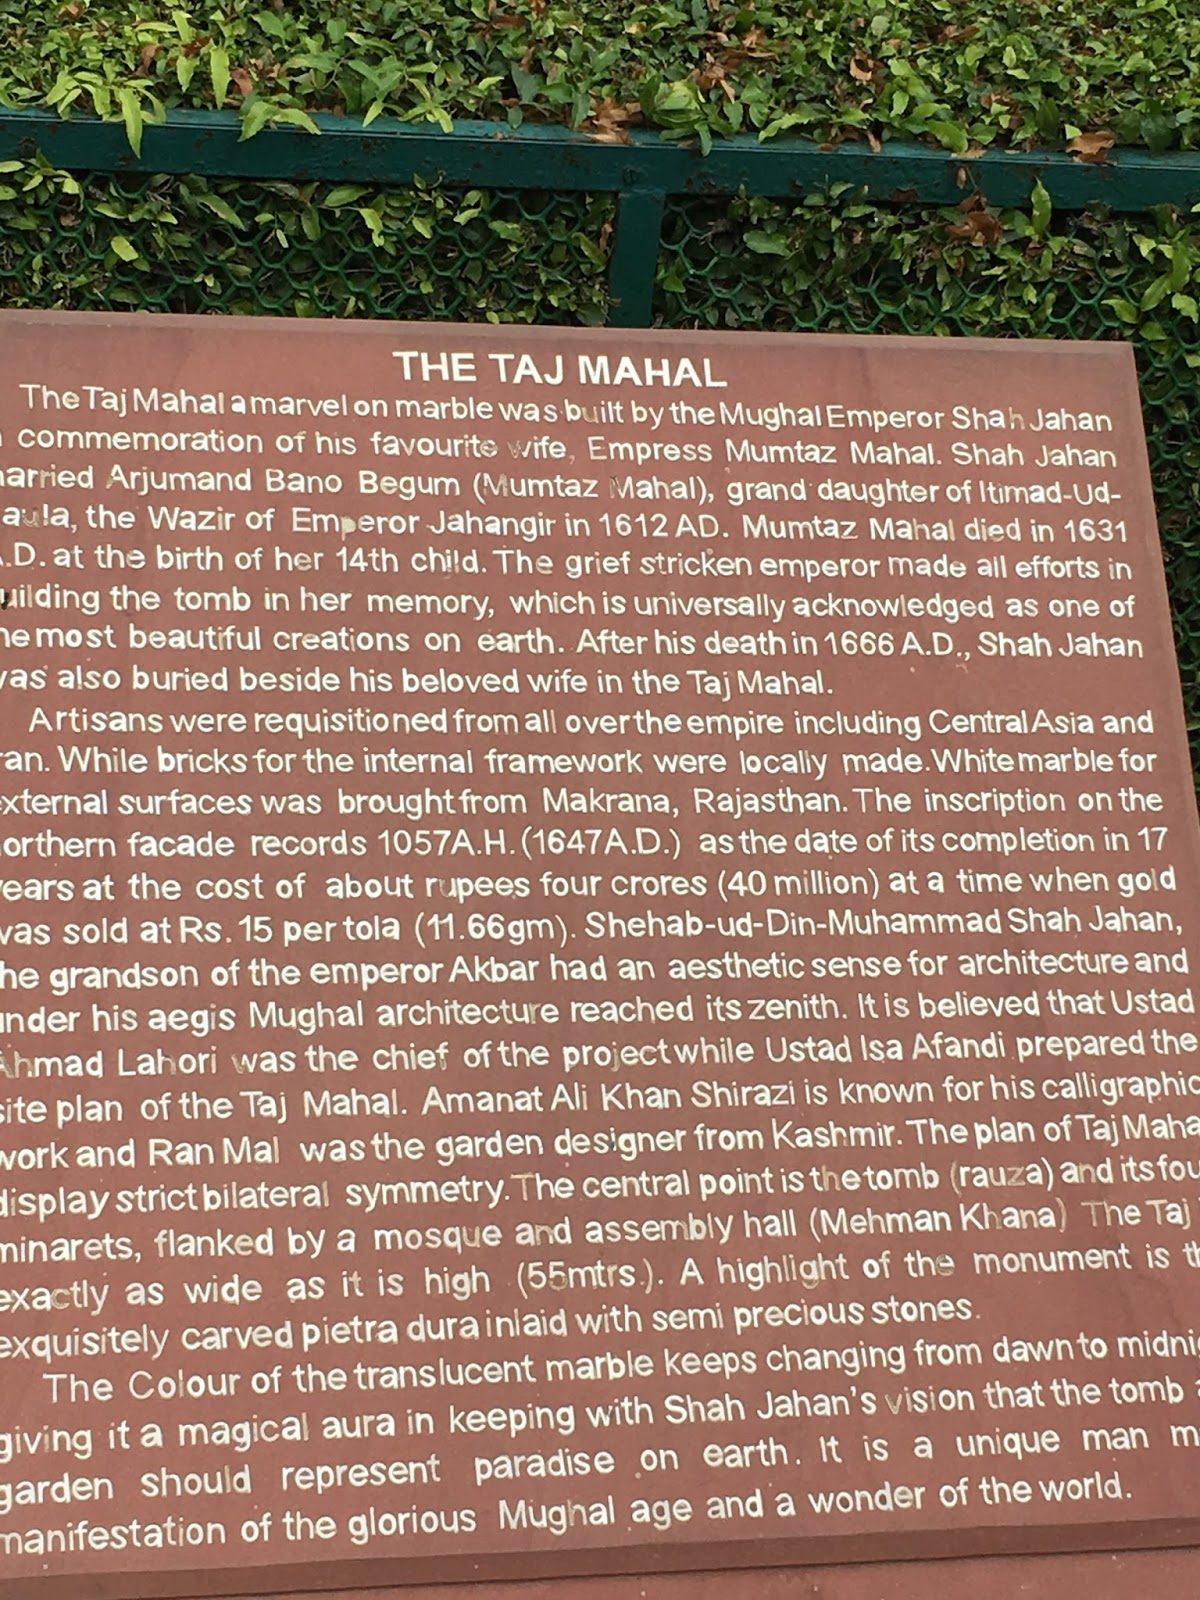 THE TAJ MAHAL
The Taj Mahal a marvel on marble was built by the Mughal Emperor Shah Jahan
commemoration of his favourite wife, Empress Mumtaz Mahal. Shah Jahan
arried Arjumand Bano Begum (Mumtaz Mahal), grand daughter of Itimad-Ud-
aula, the Wazir of Emperor Jahangir in 1612 AD. Mumtaz Mahal died in 1631
.D. at the birth of her 14th child. The grief stricken emperor made all efforts in
uilding the tomb in her memory, which is universally acknowledged as one of
he most beautiful creations on earth. After his death in 1666 A.D., Shah Jahan
was also buried beside his beloved wife in the Taj Mahal.
Artisans were requisitioned from all over the empire including Central Asia and
ran. While bricks for the internal framework were locally made. White marble for
xternal surfaces was brought from Makrana, Rajasthan. The inscription on the
orthern facade records 1057A.H. (1647A.D.) as the date of its completion in 17
years at the cost of about rupees four crores (40 million) at a time when gold
was sold at Rs. 15 per tola (11.66gm). Shehab-ud-Din-Muhammad Shah Jahan,
he grandson of the emperor Akbar had an aesthetic sense for architecture and
under his aegis Mughal architecture reached its zenith. It is believed that Ustad
Ahmad Lahori was the chief of the project while Ustad Isa Afandi prepared the
site plan of the Taj Mahal. Amanat Ali Khan Shirazi is known for his calligraphic
work and Ran Mal was the garden designer from Kashmir. The plan of Taj Maha
display strict bilateral symmetry. The central point is the tomb (rauza) and its fou
minarets, flanked by a mosque and assembly hall (Mehman Khana) The Taj
exactly as wide as it is high (55mtrs.). A highlight of the monument is th
exquisitely carved pietra dura inlaid with semi precious stones.
The Colour of the translucent marble keeps changing from dawn to midnig
giving it a magical aura in keeping with Shah Jahan's vision that the tomb
garden should represent paradise on earth. It is a unique man m
manifestation of the glorious Mughal age and a wonder of the world.